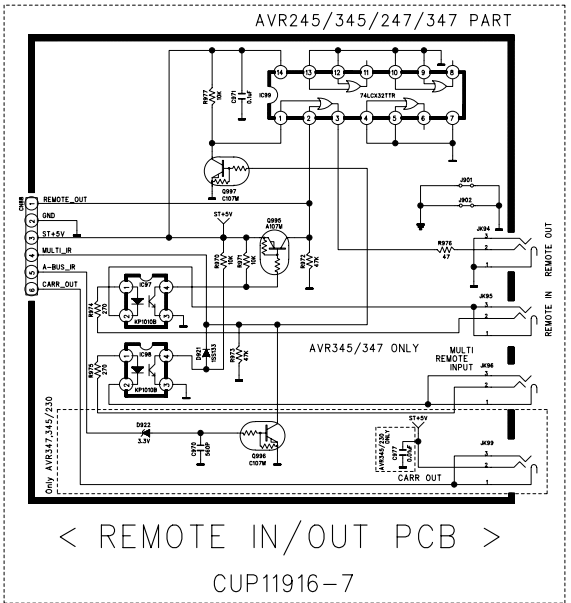 AVR245/345/247/347 PART
R977 10K
C971 0.1uF
IC99
74LCX32TTR
14 13 12 11 10 9 8
1 2 3 4 5 6 7
Q997
C107M
J901
J902
CN98
1 REMOTE_OUT
2 GND
3 ST+5V
4 MULTI_IR
5 A-BUS_IR
6 CARR_OUT
ST+5V
Q995
A107M
R970 10K
R971 10K
R972 47K
R976
47
JK94
3
2
1
REMOTE OUT
IC97
1 4
2 3
KP1010B
R974 270
JK95
3
2
1
REMOTE IN
IC98
1 4
2 3
KP1010B
R975 270
D921 1SS133
R973 47K
AVR345/347 ONLY
MULTI
REMOTE
INPUT
JK96
3
2
1
Only AVR347,345/230
D922
3.3V
C970 560P
Q996
C107M
ST+5V
AVR345/230 ONLY
C977 0.01uF
CARR OUT
JK99
3
2
1
< REMOTE IN/OUT PCB >
CUP11916-7